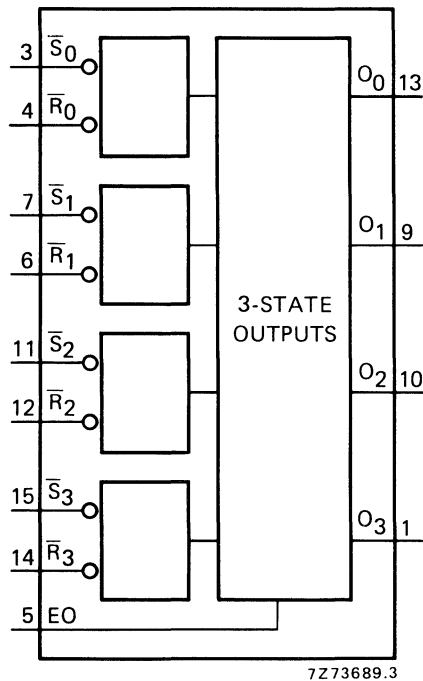 3 S̅0
O0 13
4 R̅0
7 S̅1
O1 9
6 R̅1
3-STATE
OUTPUTS
11 S̅2
O2 10
12 R̅2
15 S̅3
O3 1
14 R̅3
5 EO
7Z73689.3